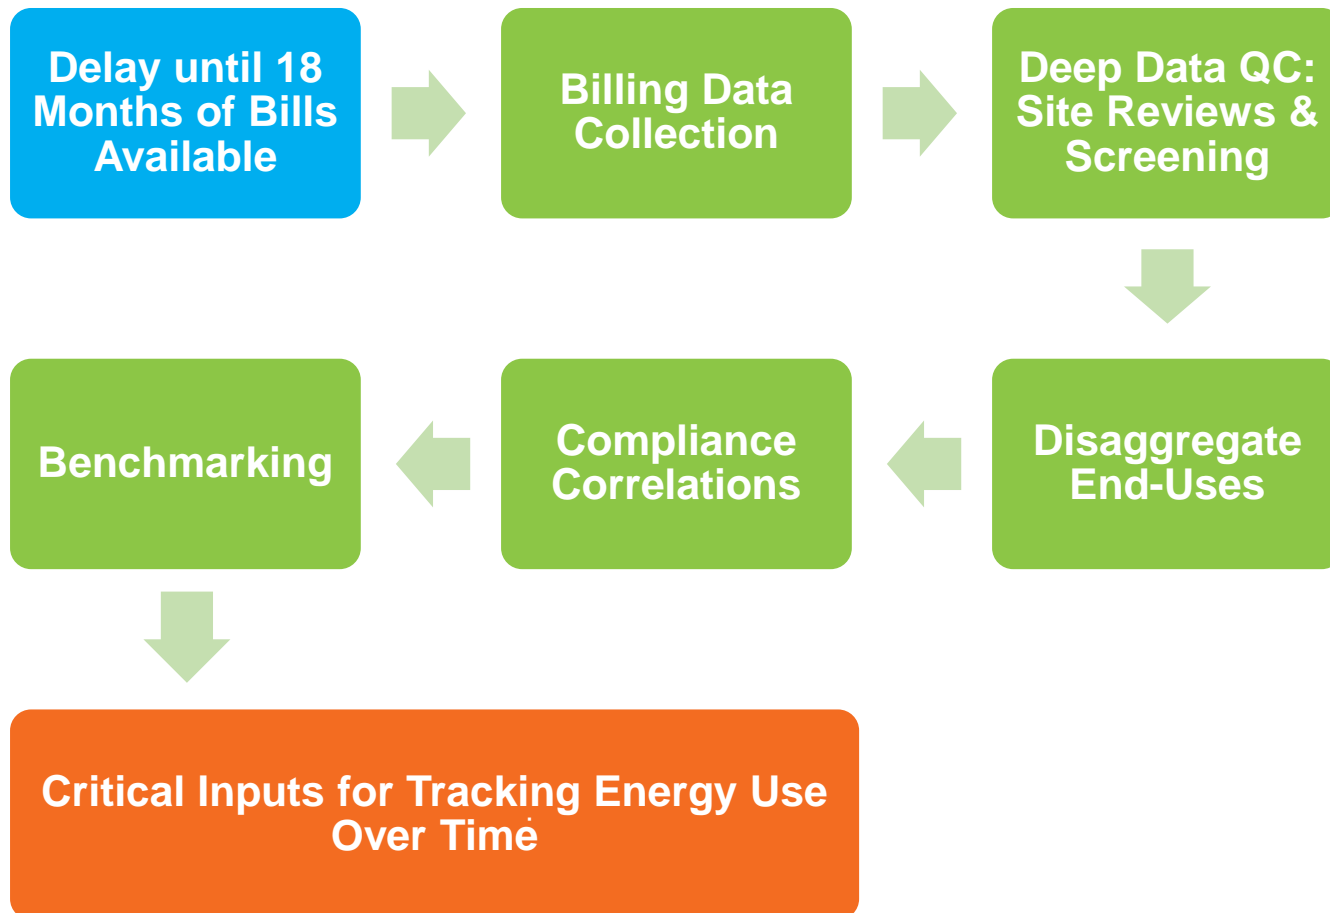 Delay until 18
Months of Bills
Available
Billing Data
Collection
Deep Data QC:
Site Reviews &
Screening
Disaggregate
End-Uses
Compliance
Correlations
Benchmarking
Critical Inputs for Tracking Energy Use
Over Time